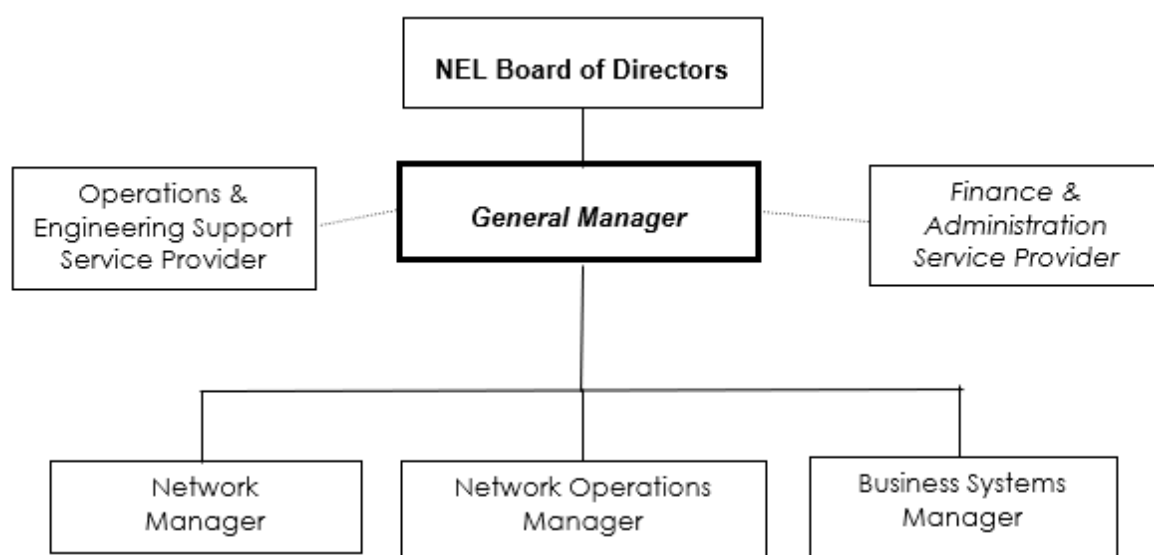 NEL Board of Directors
Operations &
Engineering Support
Service Provider
General Manager
Finance &
Administration
Service Provider
Network
Manager
Network Operations
Manager
Business Systems
Manager